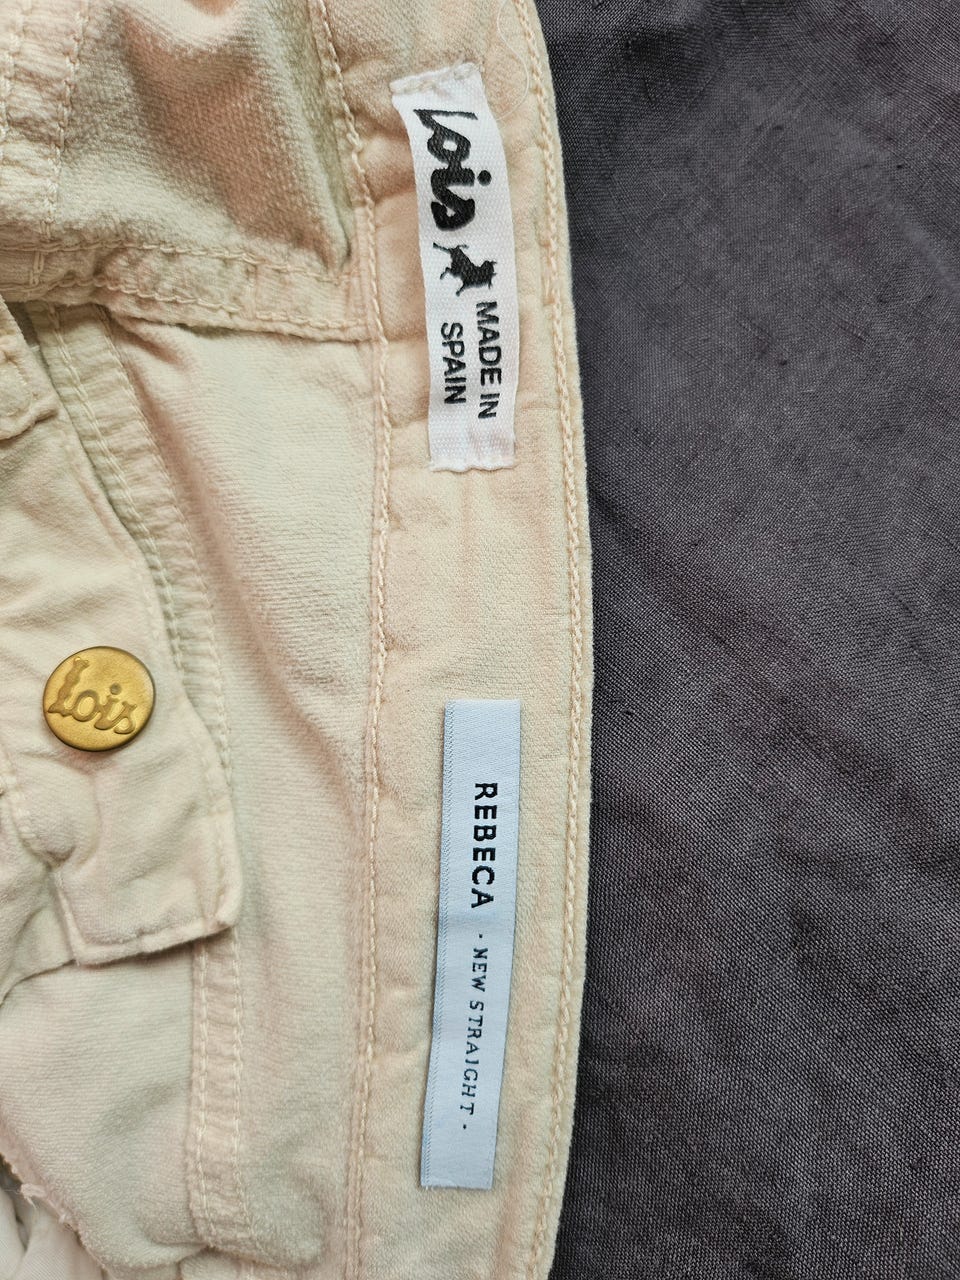 Lois
MADE IN
SPAIN
Lois
REBECA · NEW STRAIGHT ·